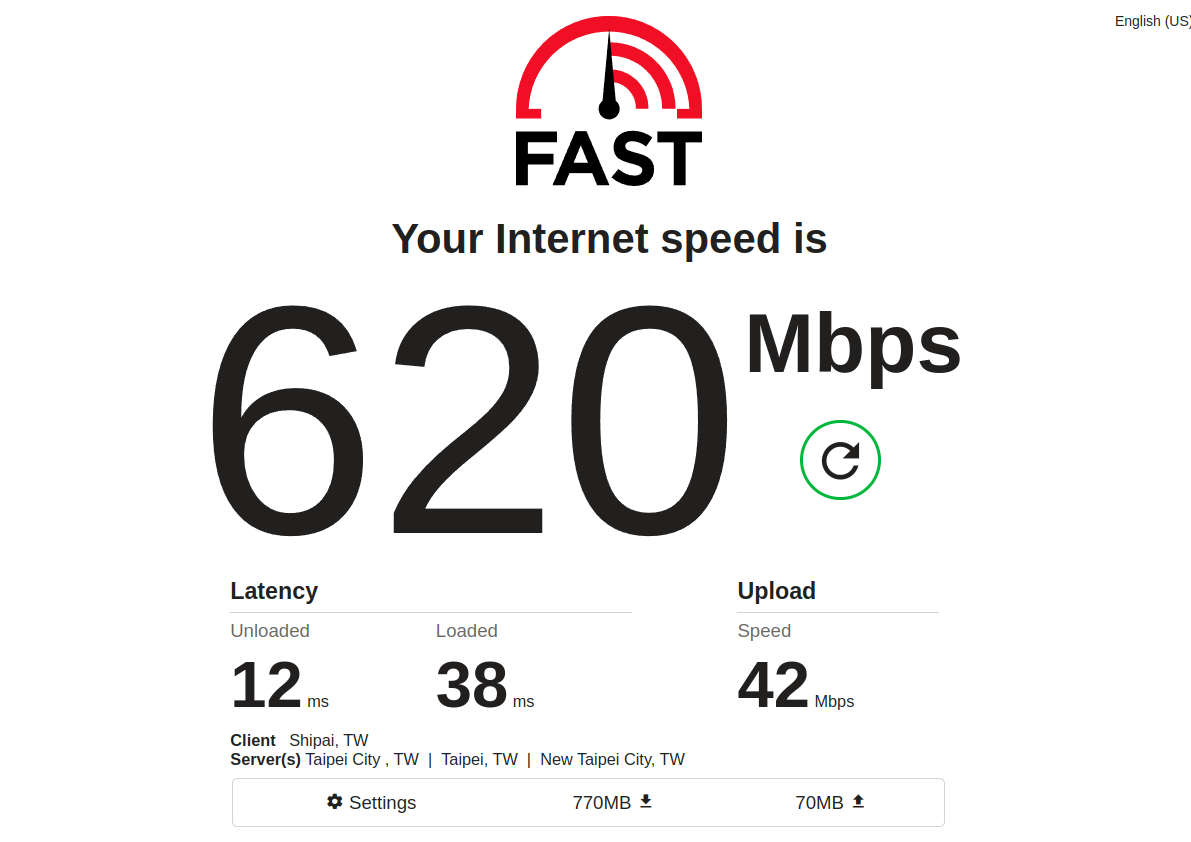 English (US)
FAST
Your Internet speed is
620 Mbps
Latency
Upload
Unloaded
Loaded
Speed
12 ms
38 ms
42 Mbps
Client Shipai, TW
Server(s) Taipei City , TW | Taipei, TW | New Taipei City, TW
Settings
770MB
70MB